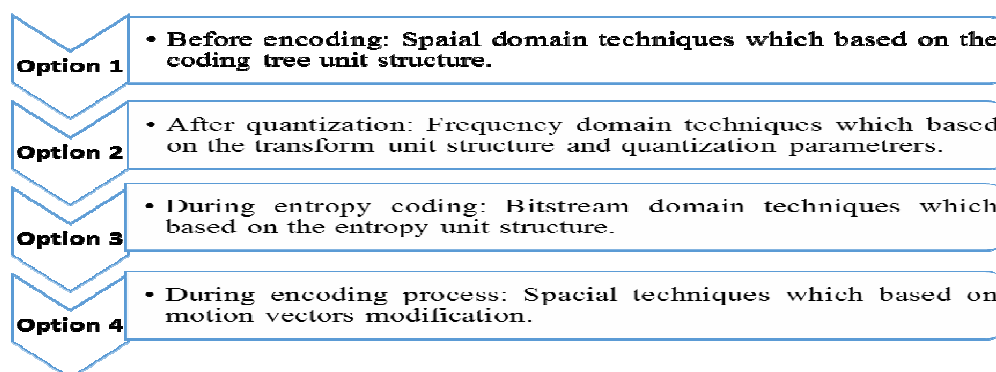 Option 1
• Before encoding: Spaial domain techniques which based on the
coding tree unit structure.
Option 2
• After quantization: Frequency domain techniques which based
on the transform unit structure and quantization parametrers.
Option 3
• During entropy coding: Bitstream domain techniques which
based on the entropy unit structure.
Option 4
• During encoding process: Spacial techniques which based on
motion vectors modification.